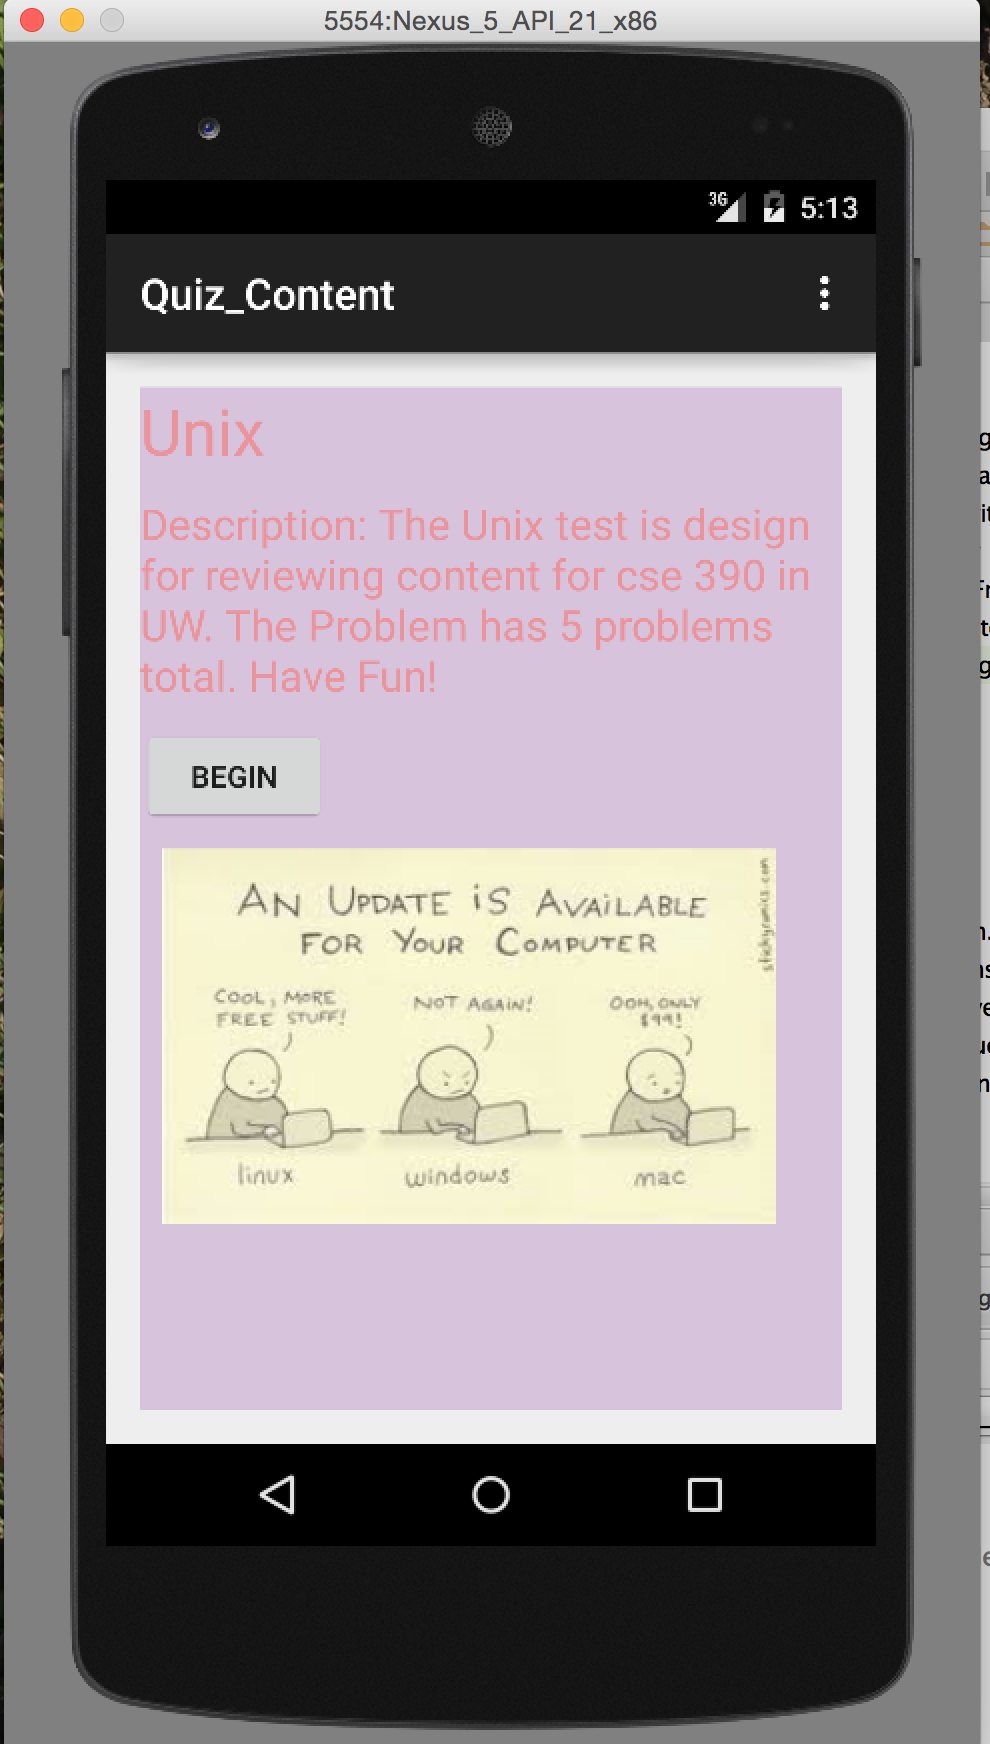 5554:Nexus_5_API_21_x86
3G 5:13
Quiz_Content
Unix
Description: The Unix test is design
for reviewing content for cse 390 in
UW. The Problem has 5 problems
total. Have Fun!
BEGIN
AN UPDATE iS AVAiLABLE
FOR YOUR COMPUTER
stickycomics.com
COOL, MORE
FREE STUFF!
NOT AGAiN!
OOH, ONLY
$99!
linux
windows
mac